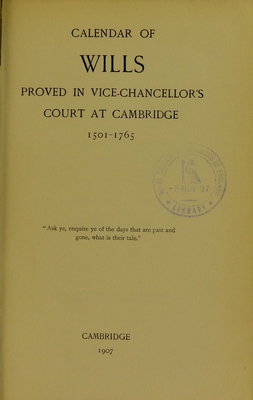 CALENDAR OF
WILLS
PROVED IN VICE-CHANCELLOR'S
COURT AT CAMBRIDGE
1501-1765
LIBRARY
"Ask ye, enquire ye of the days that are past and
gone, what is their tale."
CAMBRIDGE
1907